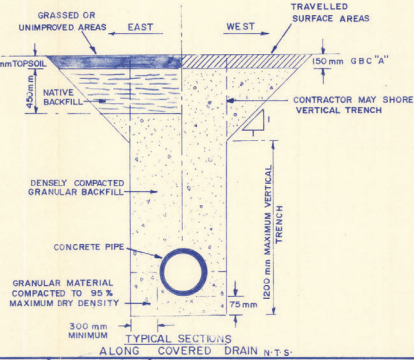 GRASSED OR
UNIMPROVED AREAS
EAST
WEST
TRAVELLED
SURFACE AREAS
mm TOPSOIL
150 mm GBC "A"
450mm
NATIVE
BACKFILL
CONTRACTOR MAY SHORE
VERTICAL TRENCH
1
1
DENSELY COMPACTED
GRANULAR BACKFILL
1200 mm MAXIMUM VERTICAL
TRENCH
CONCRETE PIPE
GRANULAR MATERIAL
COMPACTED TO 95%
MAXIMUM DRY DENSITY
75mm
300 mm
MINIMUM
TYPICAL SECTIONS
ALONG COVERED DRAIN N.T.S.